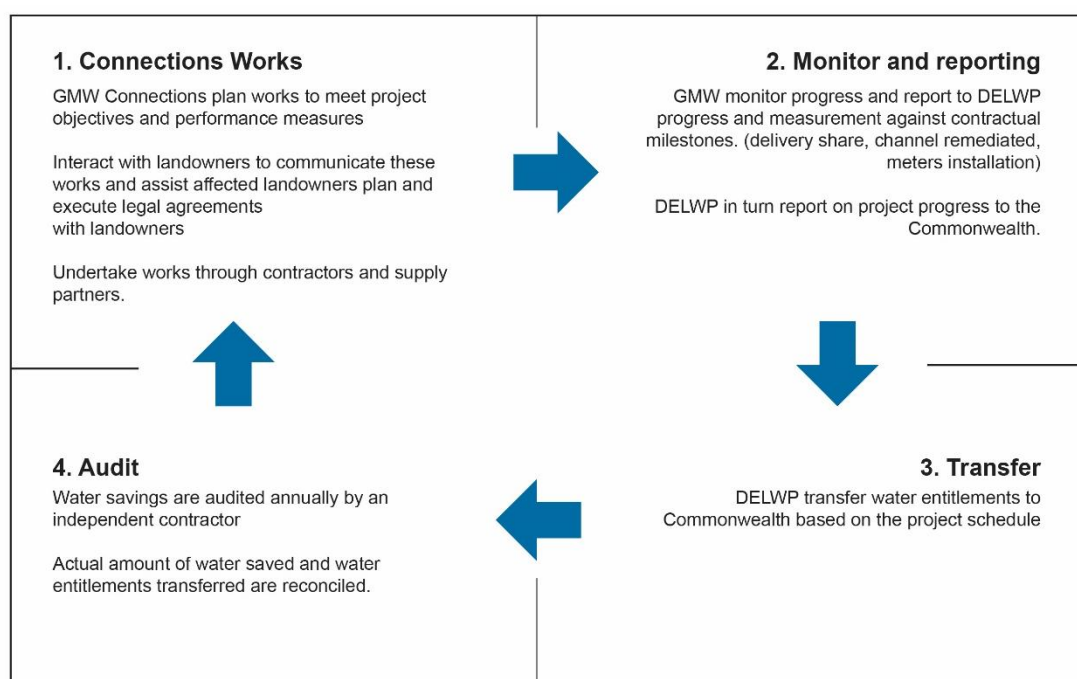 1. Connections Works
GMW Connections plan works to meet project
objectives and performance measures
Interact with landowners to communicate these
works and assist affected landowners plan and
execute legal agreements
with landowners
Undertake works through contractors and supply
partners.
2. Monitor and reporting
GMW monitor progress and report to DELWP
progress and measurement against contractual
milestones. (delivery share, channel remediated,
meters installation)
DELWP in turn report on project progress to the
Commonwealth.
3. Transfer
DELWP transfer water entitlements to
Commonwealth based on the project schedule
4. Audit
Water savings are audited annually by an
independent contractor
Actual amount of water saved and water
entitlements transferred are reconciled.